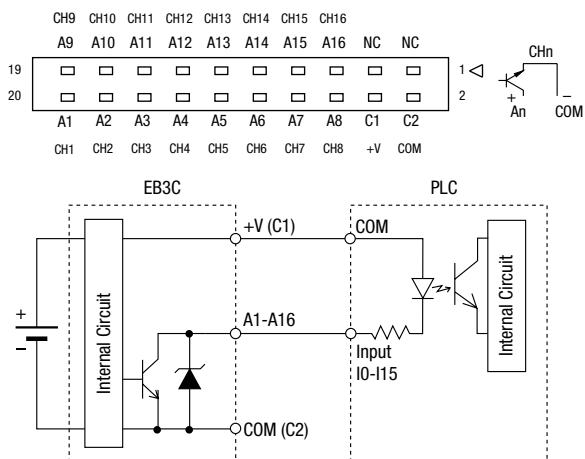 CH9 CH10 CH11 CH12 CH13 CH14 CH15 CH16
A9 A10 A11 A12 A13 A14 A15 A16 NC NC
CHn
19 1
20 2
+ −
An COM
A1 A2 A3 A4 A5 A6 A7 A8 C1 C2
CH1 CH2 CH3 CH4 CH5 CH6 CH7 CH8 +V COM
EB3C PLC
+V (C1) COM
Internal Circuit
Internal Circuit
+
−
A1-A16
Input
I0-I15
COM (C2)